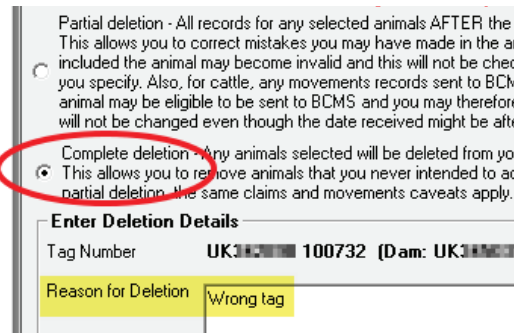 Partial deletion - All records for any selected animals AFTER the
This allows you to correct mistakes you may have made in the
included the animal may become invalid and this will not be
you specify. Also, for cattle, any movements records sent to
animal may be eligible to be sent to BCMS and you may therefore
will not be changed even though the date received might be
Complete deletion - Any animals selected will be deleted from
This allows you to remove animals that you never intended to
partial deletion, the same claims and movements caveats apply.
Enter Deletion Details
Tag Number UK 100732 (Dam: UK
Reason for Deletion Wrong tag